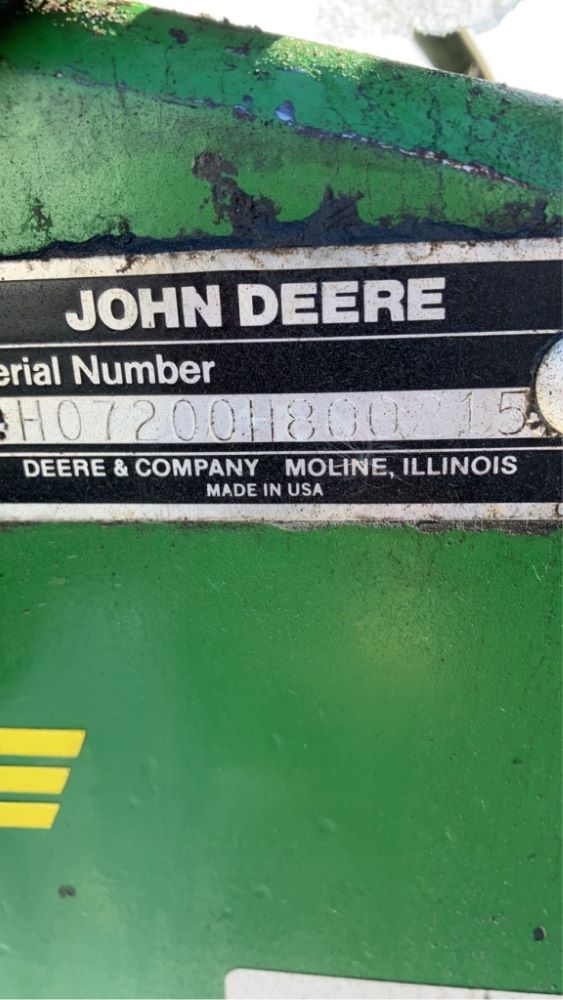 JOHN DEERE
erial Number
DEERE & COMPANY MOLINE, ILLINOIS
MADE IN USA